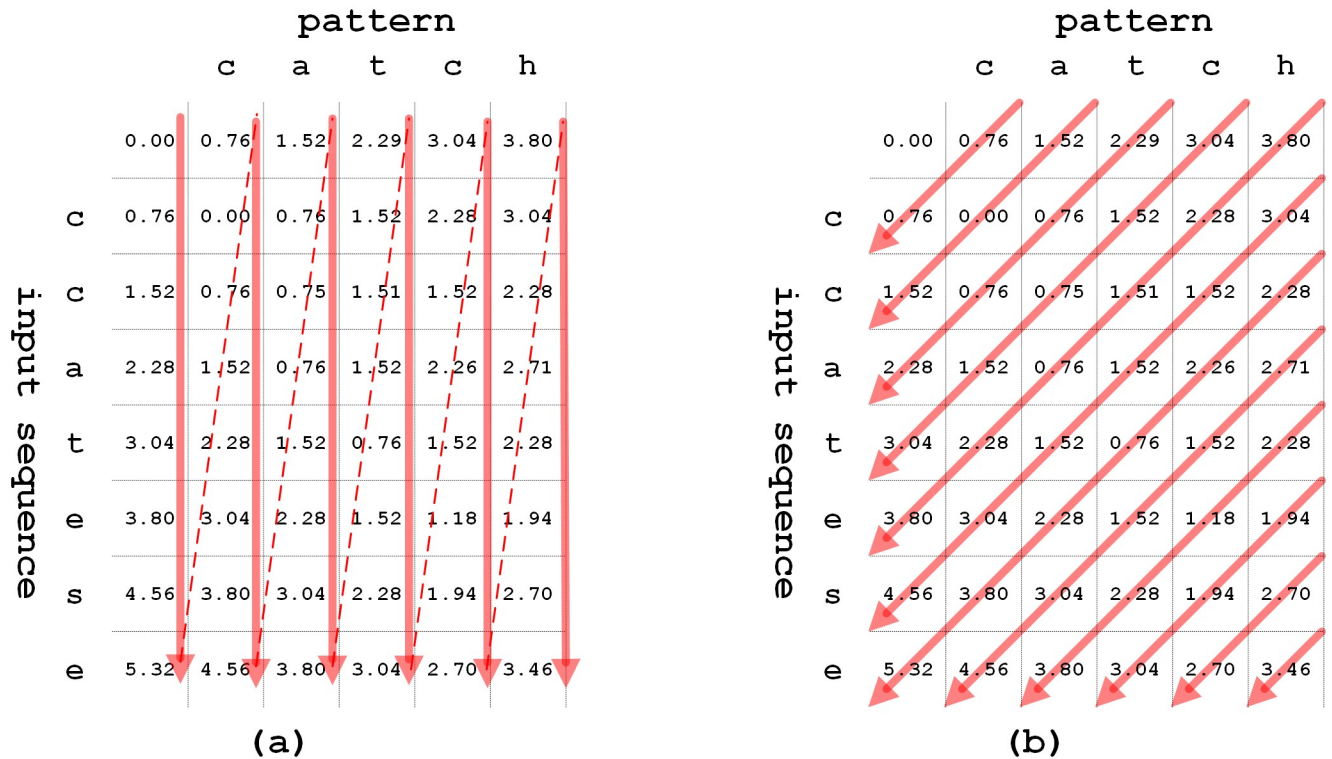 pattern
c a t c h
0.00 0.76 1.52 2.29 3.04 3.80
c 0.76 0.00 0.76 1.52 2.28 3.04
c 1.52 0.76 0.75 1.51 1.52 2.28
a 2.28 1.52 0.76 1.52 2.26 2.71
t 3.04 2.28 1.52 0.76 1.52 2.28
e 3.80 3.04 2.28 1.52 1.18 1.94
s 4.56 3.80 3.04 2.28 1.94 2.70
e 5.32 4.56 3.80 3.04 2.70 3.46
input sequence
(a)
pattern
c a t c h
0.00 0.76 1.52 2.29 3.04 3.80
c 0.76 0.00 0.76 1.52 2.28 3.04
c 1.52 0.76 0.75 1.51 1.52 2.28
a 2.28 1.52 0.76 1.52 2.26 2.71
t 3.04 2.28 1.52 0.76 1.52 2.28
e 3.80 3.04 2.28 1.52 1.18 1.94
s 4.56 3.80 3.04 2.28 1.94 2.70
e 5.32 4.56 3.80 3.04 2.70 3.46
input sequence
(b)